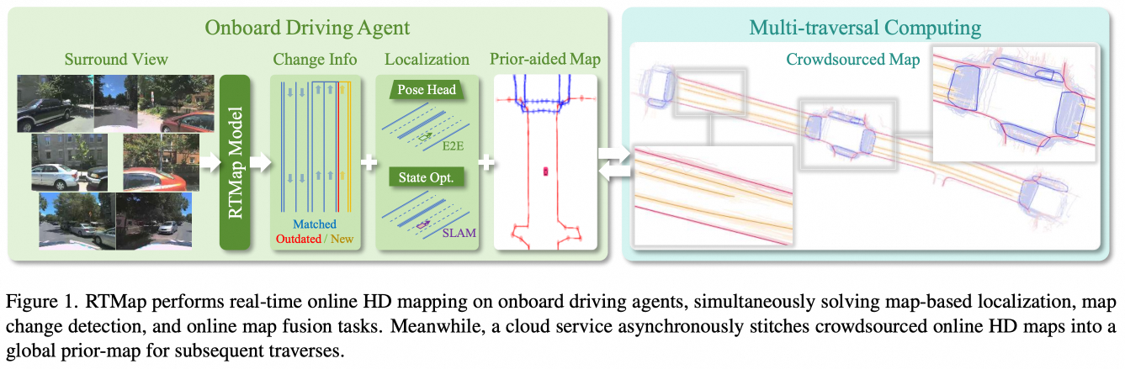 Onboard Driving Agent
Surround View
RTMap Model
Change Info
Matched
Outdated / New
Localization
Pose Head
E2E
State Opt.
SLAM
Prior-aided Map
Multi-traversal Computing
Crowdsourced Map
Figure 1. RTMap performs real-time online HD mapping on onboard driving agents, simultaneously solving map-based localization, map
change detection, and online map fusion tasks. Meanwhile, a cloud service asynchronously stitches crowdsourced online HD maps into a
global prior-map for subsequent traverses.